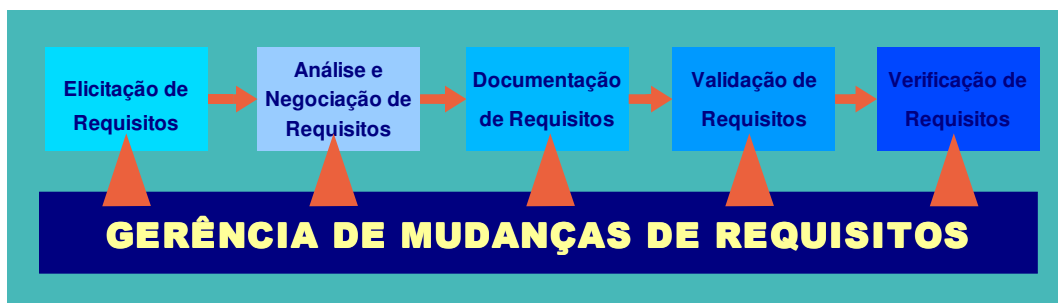 Elicitação de
Requisitos
Análise e
Negociação de
Requisitos
Documentação
de Requisitos
Validação de
Requisitos
Verificação de
Requisitos
GERÊNCIA DE MUDANÇAS DE REQUISITOS